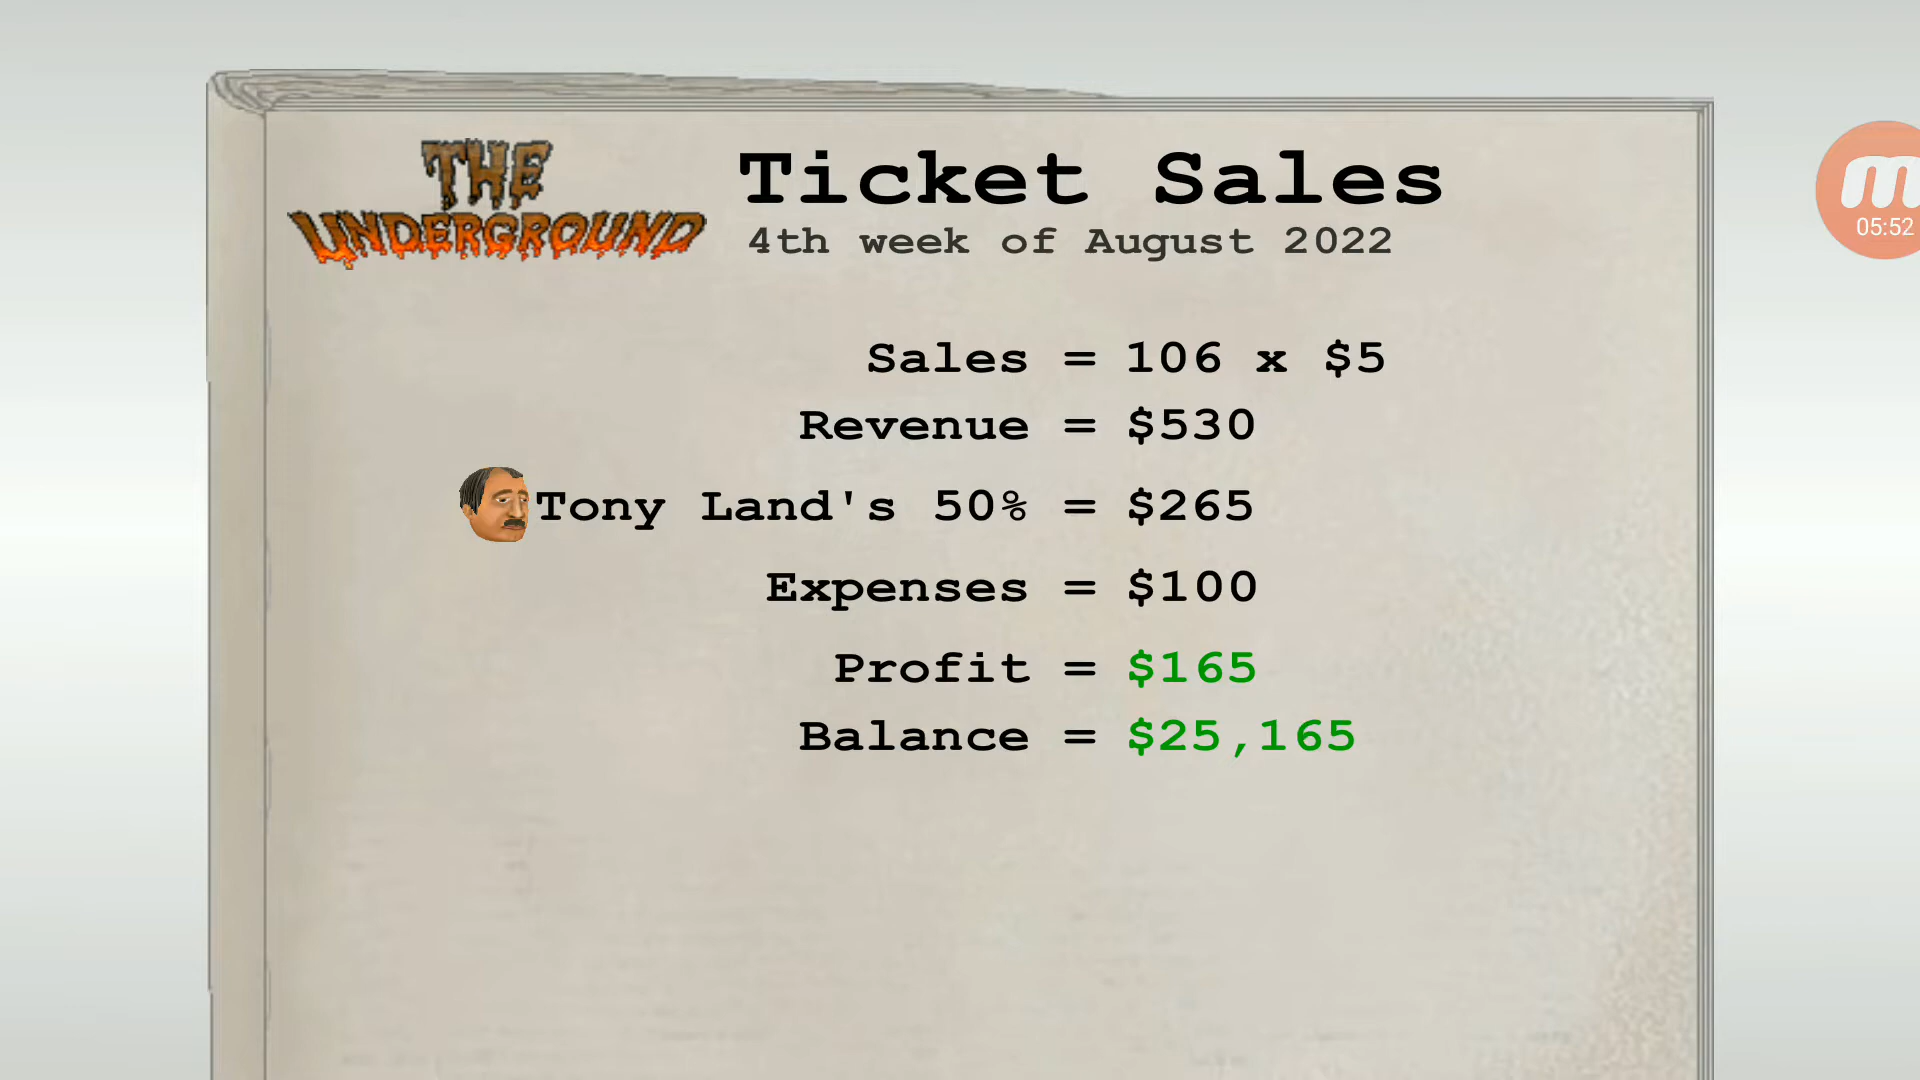 THE
UNDERGROUND
Ticket Sales
4th week of August 2022
Sales = 106 x $5
Revenue = $530
Tony Land's 50% = $265
Expenses = $100
Profit = $165
Balance = $25,165
05:52